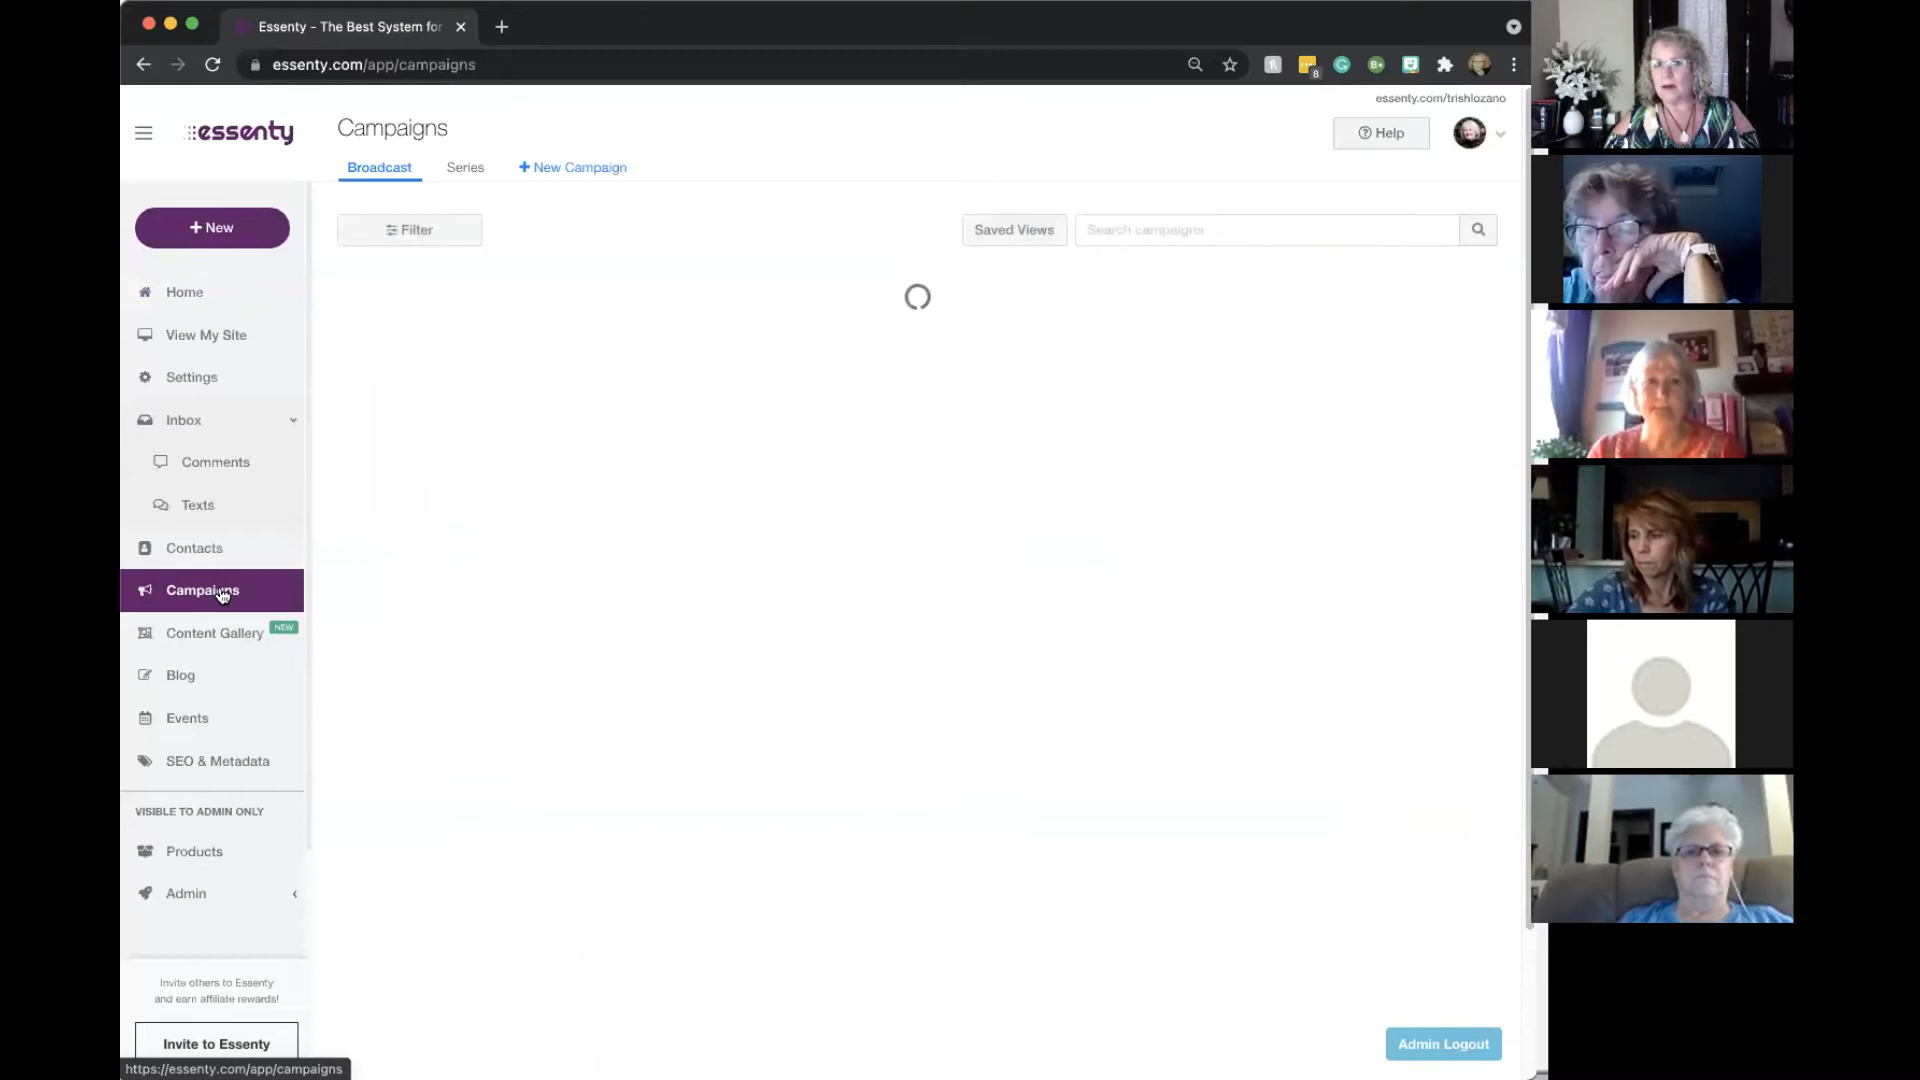 Essenty - The Best System for
essenty.com/app/campaigns
8
essenty.com/trishlozano
essenty
Campaigns
Help
Broadcast
Series
New Campaign
New
Filter
Saved Views
Search campaigns
Home
View My Site
Settings
Inbox
Comments
Texts
Contacts
Campaigns
Content Gallery NEW
Blog
Events
SEO & Metadata
VISIBLE TO ADMIN ONLY
Products
Admin
Invite others to Essenty
and earn affiliate rewards!
Invite to Essenty
Admin Logout
https://essenty.com/app/campaigns